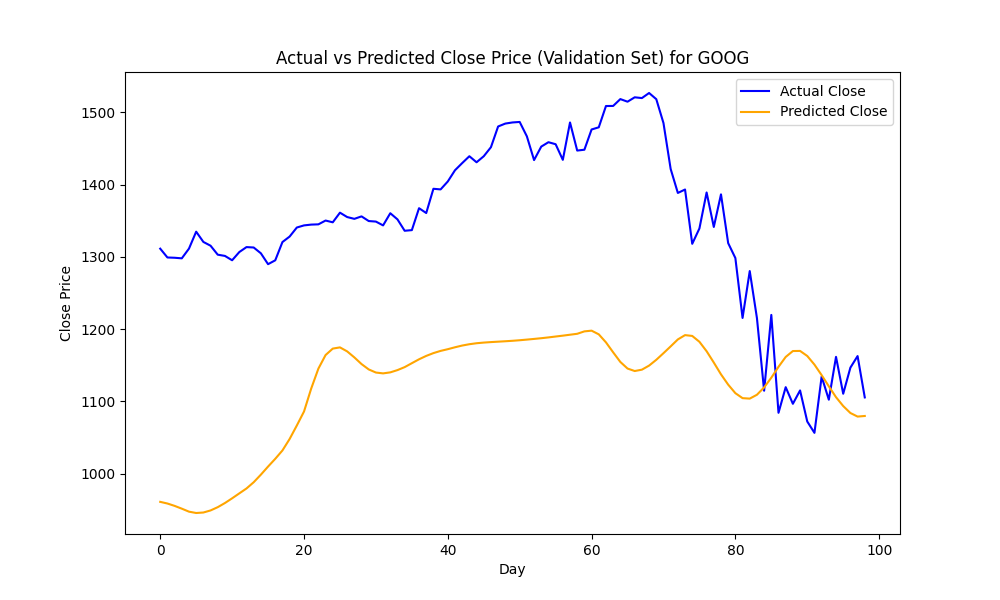 Actual vs Predicted Close Price (Validation Set) for GOOG
Actual Close
Predicted Close
Close Price
1500
1400
1300
1200
1100
1000
0 20 40 60 80 100
Day